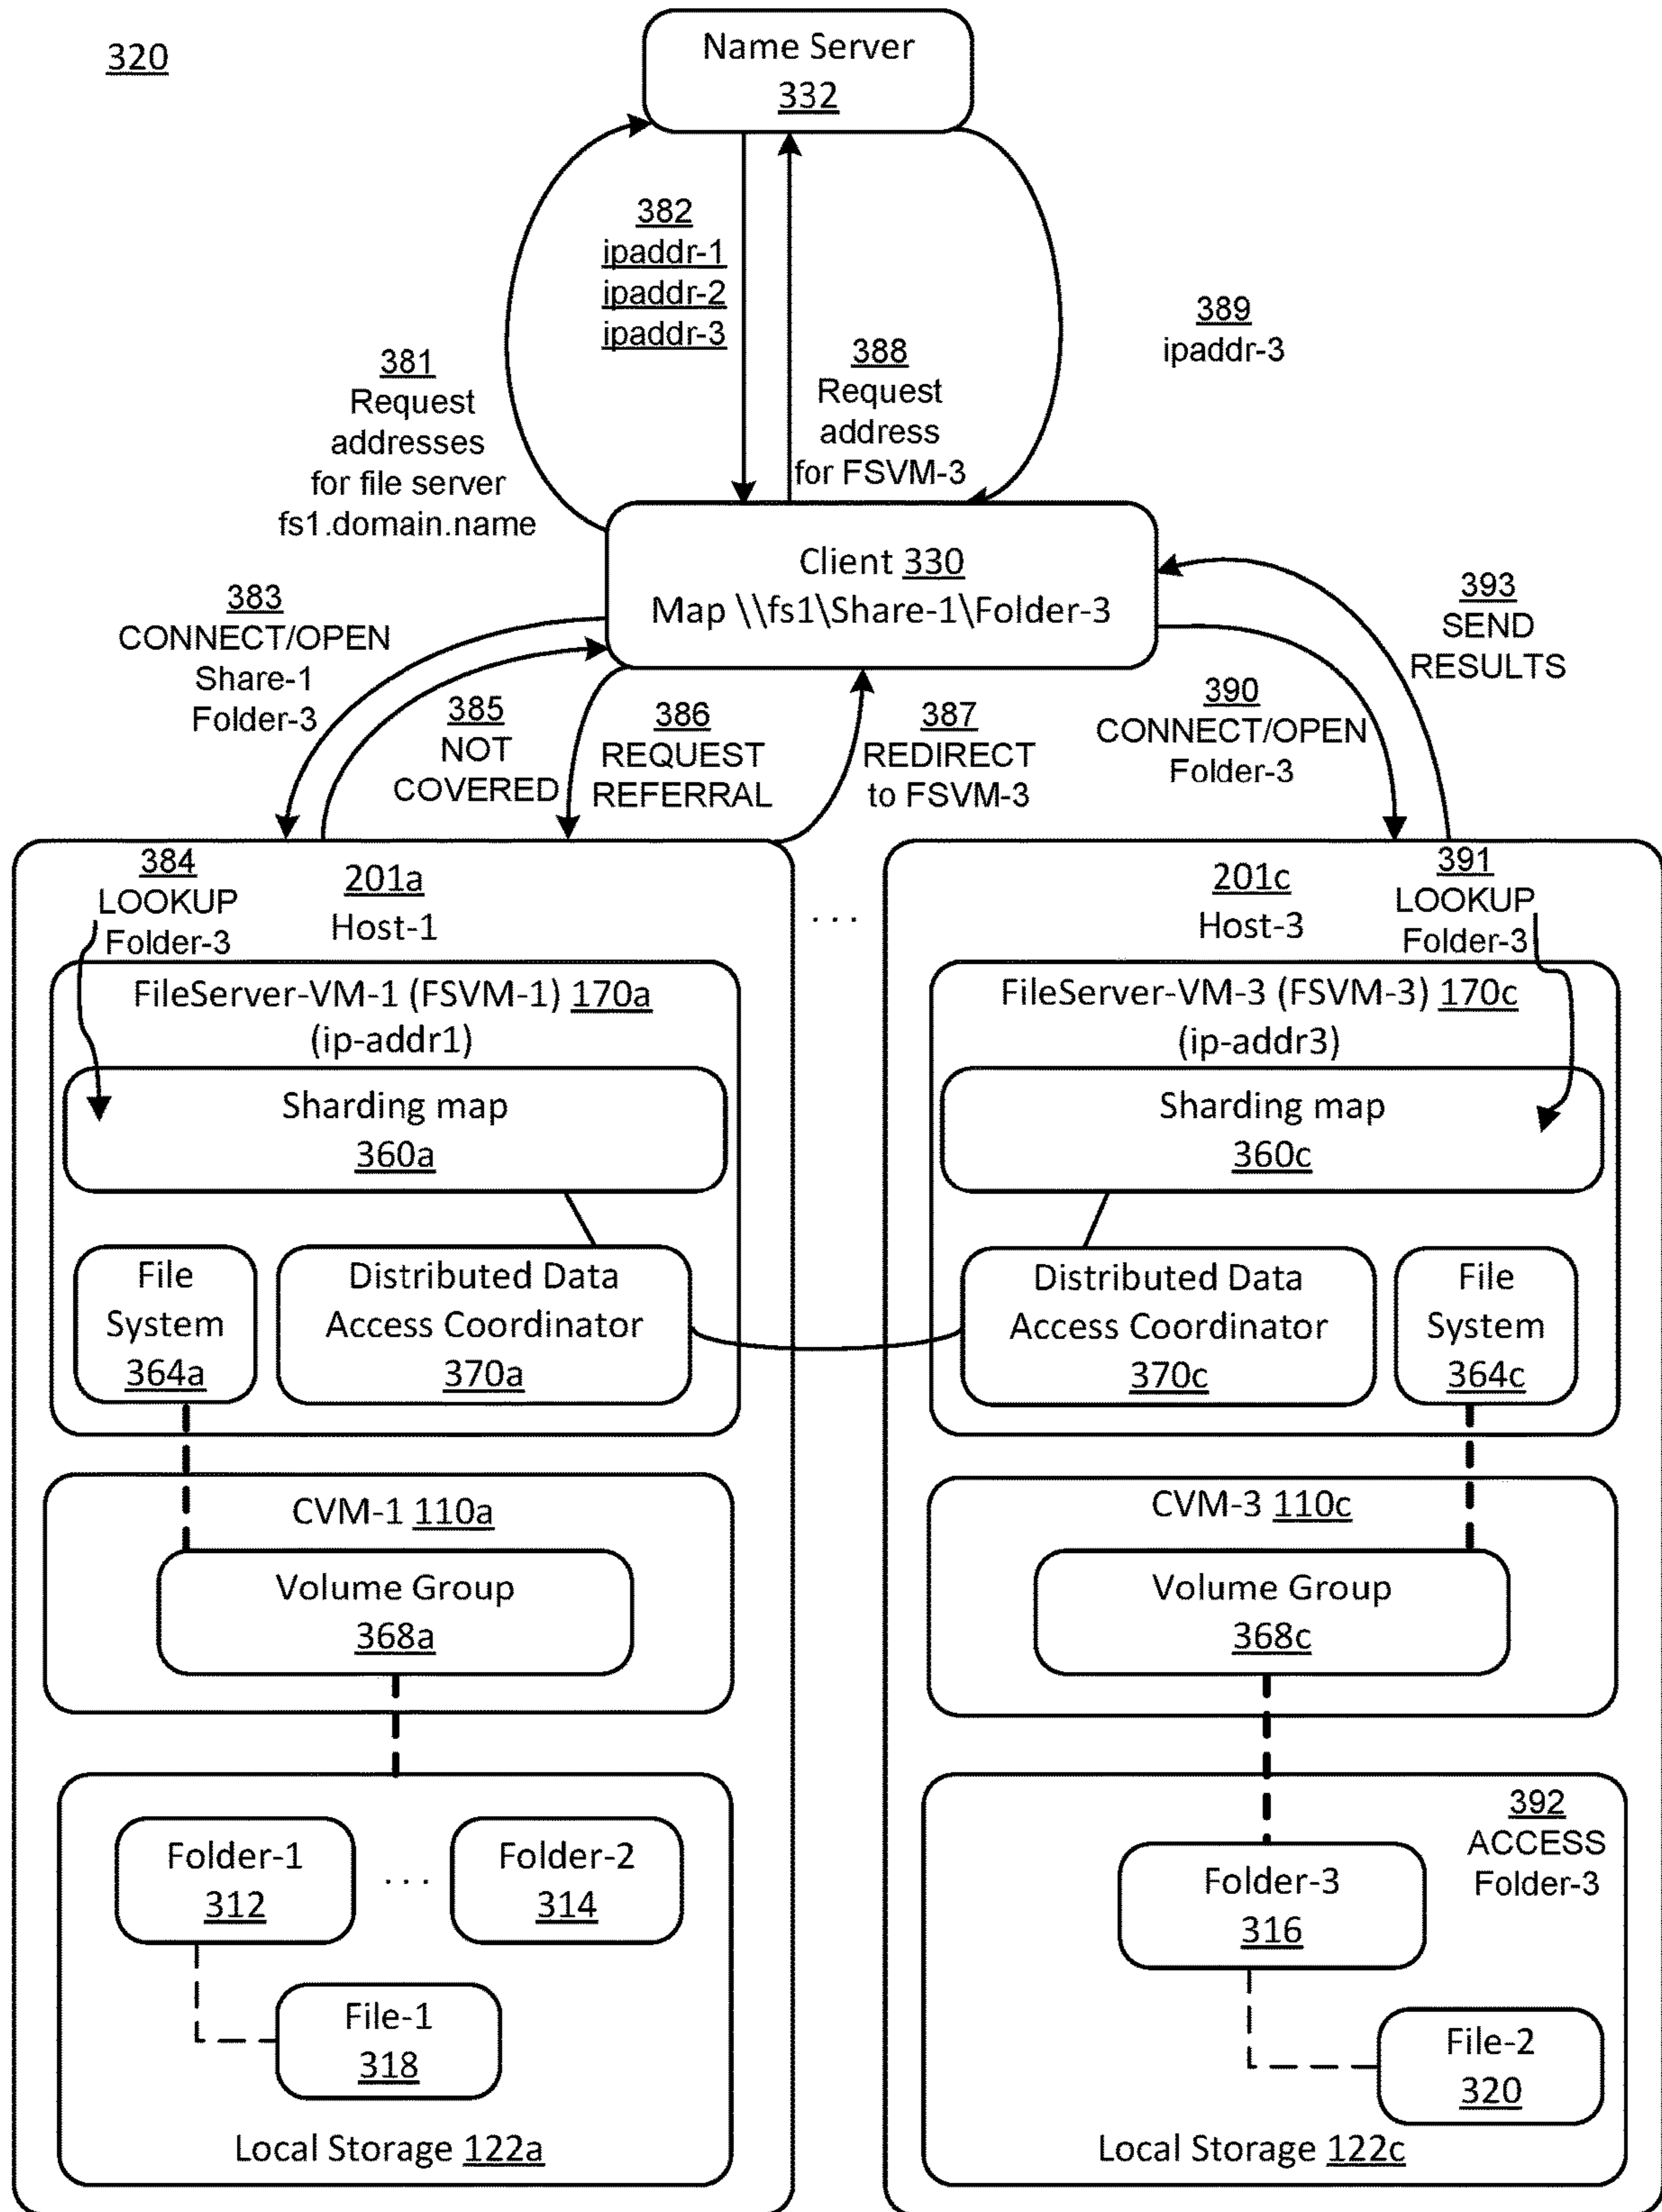 320
Name Server
332
382
ipaddr-1
ipaddr-2
ipaddr-3
389
ipaddr-3
381
Request
addresses
for file server
fs1.domain.name
388
Request
address
for FSVM-3
Client 330
Map \\fs1\Share-1\Folder-3
383
CONNECT/OPEN
Share-1
Folder-3
385
NOT
COVERED
386
REQUEST
REFERRAL
387
REDIRECT
to FSVM-3
390
CONNECT/OPEN
Folder-3
393
SEND
RESULTS
384
LOOKUP
Folder-3
201a
Host-1
FileServer-VM-1 (FSVM-1) 170a
(ip-addr1)
Sharding map
360a
File
System
364a
Distributed Data
Access Coordinator
370a
CVM-1 110a
Volume Group
368a
Folder-1
312
. . .
Folder-2
314
File-1
318
Local Storage 122a
. . .
201c
Host-3
391
LOOKUP
Folder-3
FileServer-VM-3 (FSVM-3) 170c
(ip-addr3)
Sharding map
360c
Distributed Data
Access Coordinator
370c
File
System
364c
CVM-3 110c
Volume Group
368c
392
ACCESS
Folder-3
Folder-3
316
File-2
320
Local Storage 122c